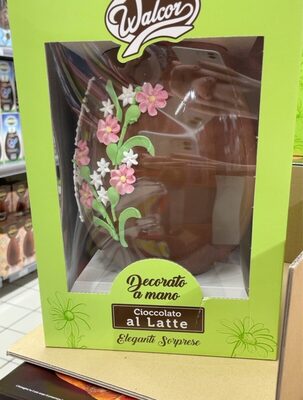 Walcor
Decorato
a mano
Cioccolato
al Latte
Eleganti Sorprese